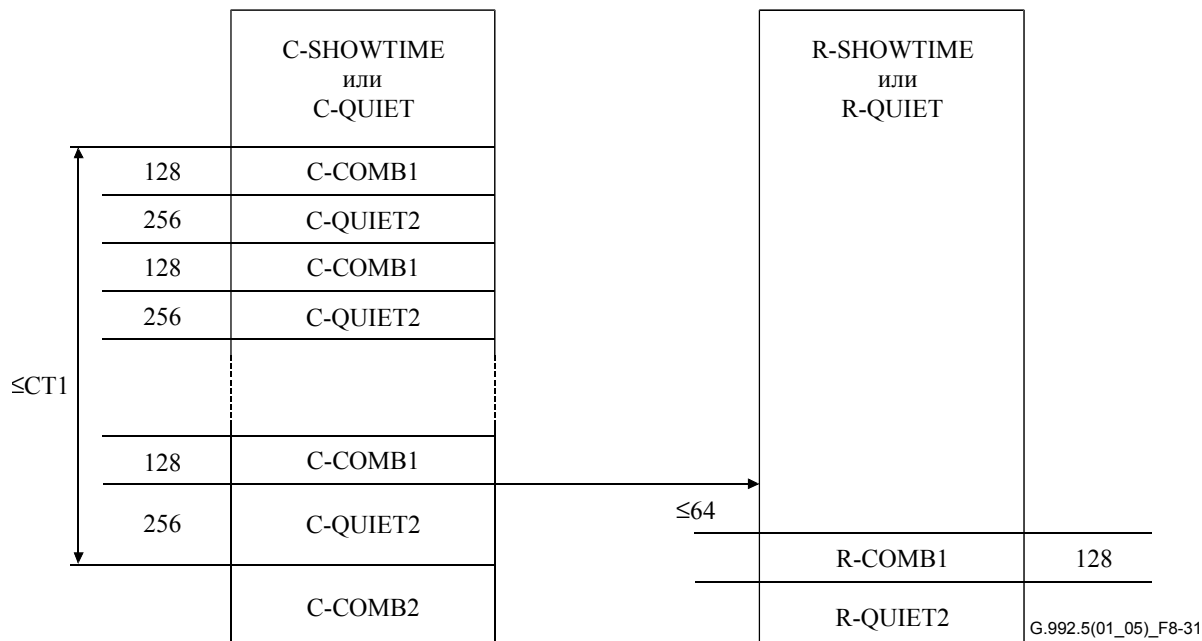 C-SHOWTIME
или
C-QUIET
R-SHOWTIME
или
R-QUIET
128 C-COMB1
256 C-QUIET2
128 C-COMB1
256 C-QUIET2
≤CT1
128 C-COMB1
256 C-QUIET2
≤64
R-COMB1 128
C-COMB2
R-QUIET2
G.992.5(01_05)_F8-31